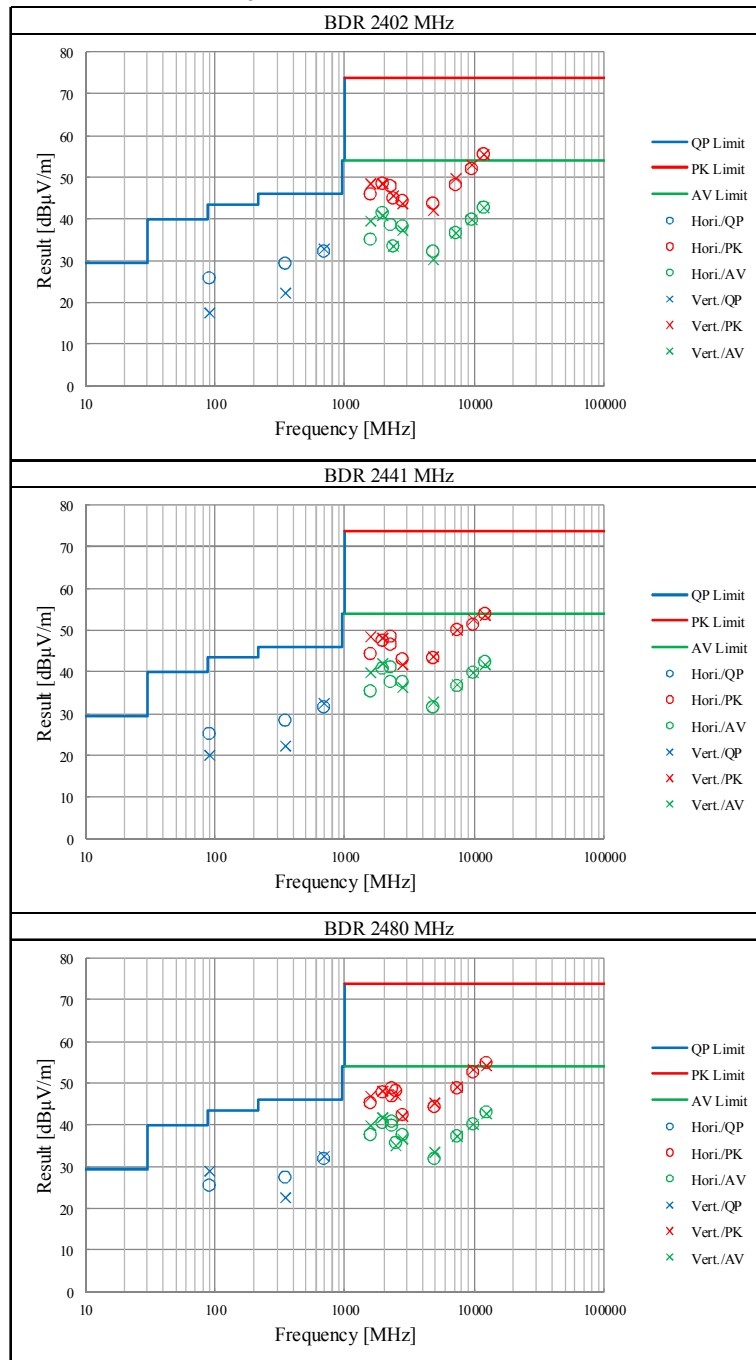 BDR 2402 MHz
80
70
60
50
40
30
20
10
0
Result [dBµV/m]
10
100
1000
10000
100000
Frequency [MHz]
QP Limit
PK Limit
AV Limit
Hori./QP
Hori./PK
Hori./AV
Vert./QP
Vert./PK
Vert./AV
BDR 2441 MHz
80
70
60
50
40
30
20
10
0
Result [dBµV/m]
10
100
1000
10000
100000
Frequency [MHz]
QP Limit
PK Limit
AV Limit
Hori./QP
Hori./PK
Hori./AV
Vert./QP
Vert./PK
Vert./AV
BDR 2480 MHz
80
70
60
50
40
30
20
10
0
Result [dBµV/m]
10
100
1000
10000
100000
Frequency [MHz]
QP Limit
PK Limit
AV Limit
Hori./QP
Hori./PK
Hori./AV
Vert./QP
Vert./PK
Vert./AV